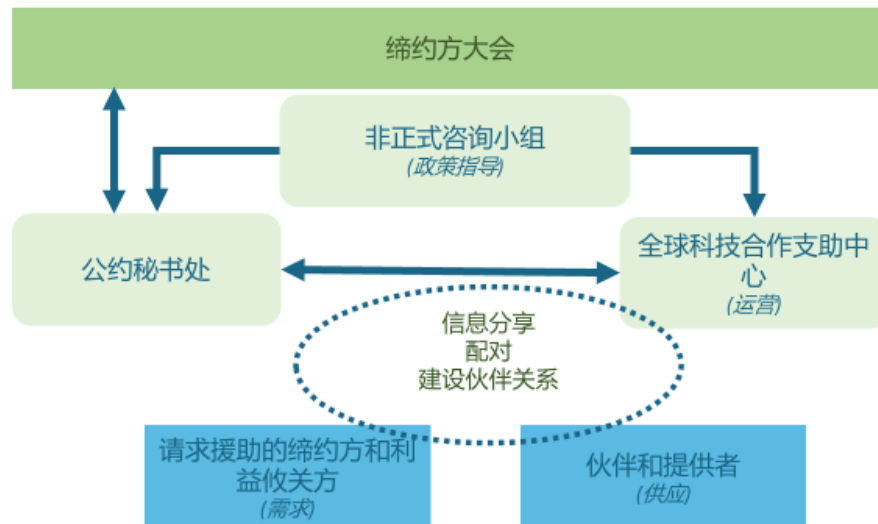 缔约方大会
非正式咨询小组
(政策指导)
公约秘书处
全球科技合作支助中
心
(运营)
信息分享
配对
建设伙伴关系
请求援助的缔约方和利
益攸关方
(需求)
伙伴和提供者
(供应)